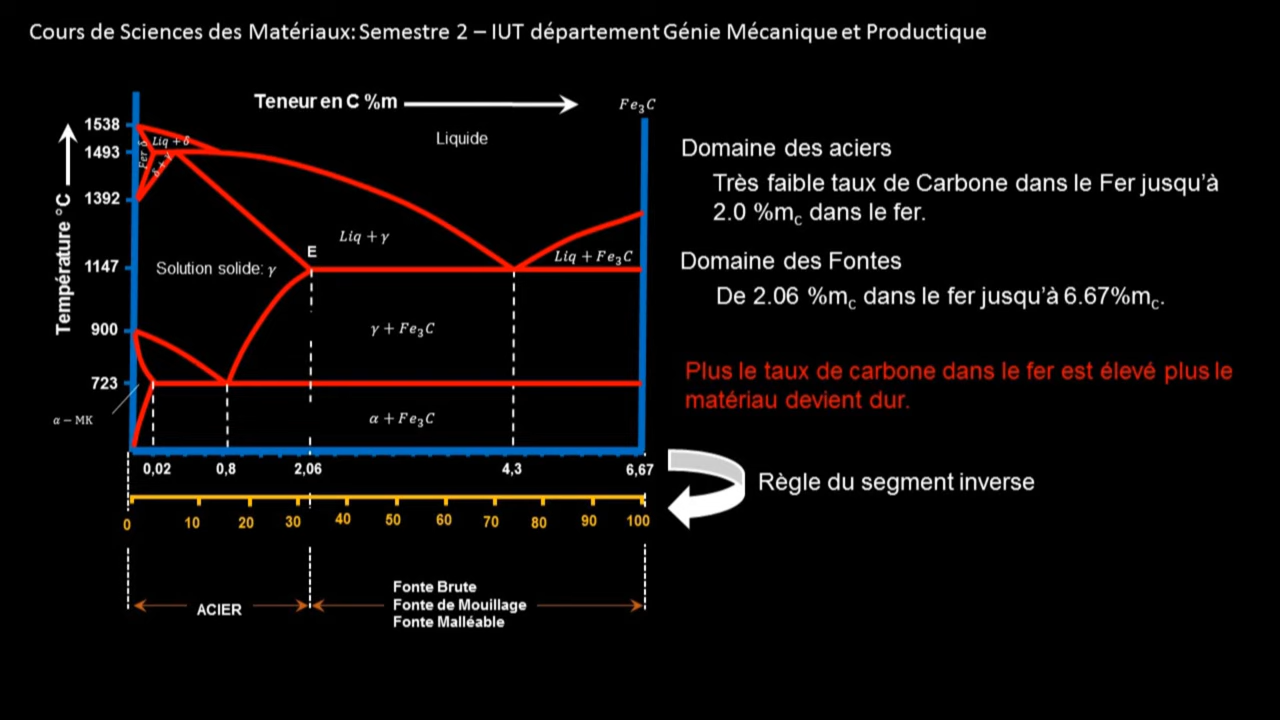 Cours de Sciences des Matériaux: Semestre 2 – IUT département Génie Mécanique et Productique
Teneur en C %m
Fe₃C
Température °C
1538
1493
1392
1147
900
723
Liq + δ
Fer δ
δ + γ
Liquide
Liq + γ
E
Liq + Fe₃C
Solution solide: γ
γ + Fe₃C
α – MK
α + Fe₃C
0,02 0,8 2,06 4,3 6,67
0 10 20 30 40 50 60 70 80 90 100
ACIER
Fonte Brute
Fonte de Mouillage
Fonte Malléable
Domaine des aciers
Très faible taux de Carbone dans le Fer jusqu'à
2.0 %m꜀ dans le fer.
Domaine des Fontes
De 2.06 %m꜀ dans le fer jusqu'à 6.67%m꜀.
Plus le taux de carbone dans le fer est élevé plus le
matériau devient dur.
Règle du segment inverse